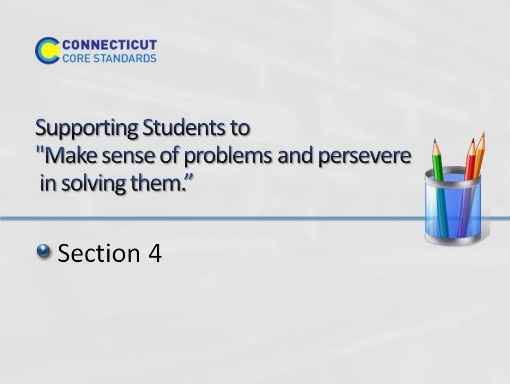 CONNECTICUT
CORE STANDARDS
Supporting Students to
"Make sense of problems and persevere
in solving them.”
Section 4